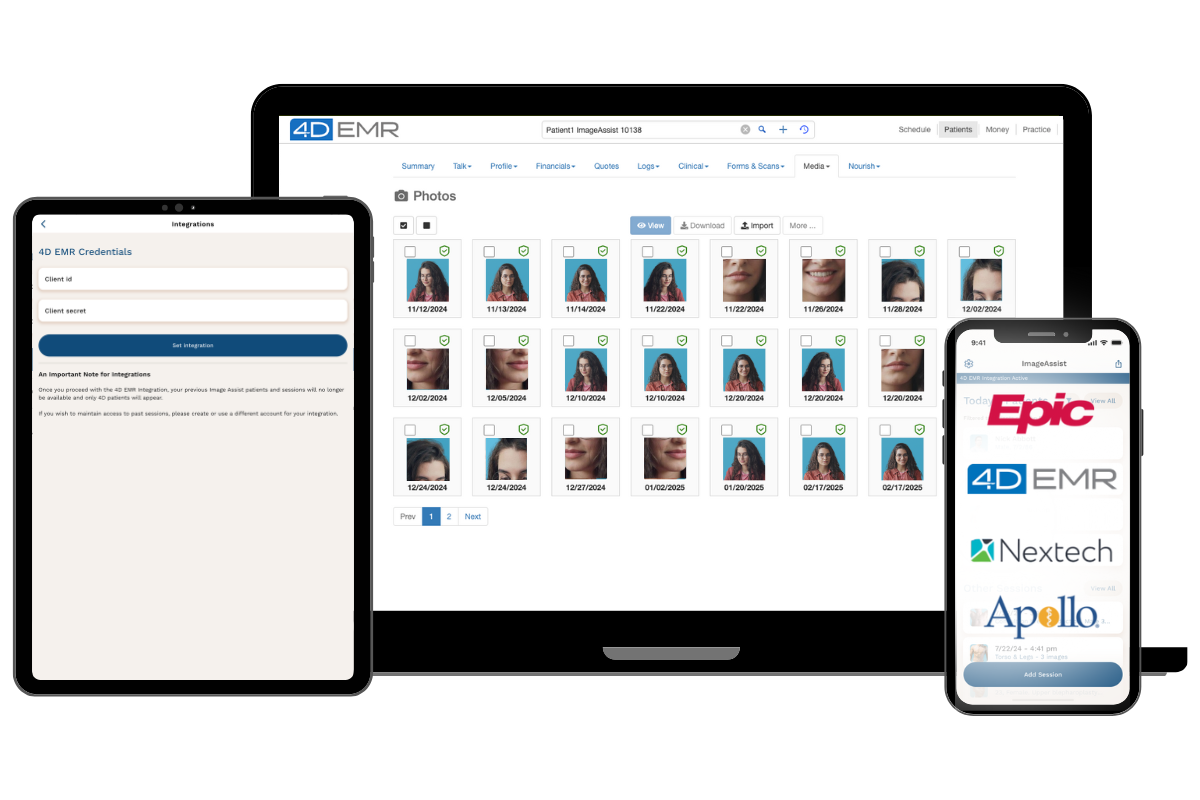 4D EMR
Patient1 ImageAssist 10138
Schedule Patients Money Practice
Summary Talk Profile Financials Quotes Logs Clinical Forms & Scans Media Nourish
Photos
View Download Import More ...
11/12/2024 11/13/2024 11/14/2024 11/22/2024 11/22/2024 11/26/2024 11/28/2024 12/02/2024
12/02/2024 12/05/2024 12/10/2024 12/10/2024 12/20/2024 12/20/2024 12/20/2024
12/24/2024 12/24/2024 12/27/2024 01/02/2025 01/20/2025 02/17/2025 02/17/2025
Prev 1 2 Next
Integrations
4D EMR Credentials
Client id
Client secret
Set integration
An Important Note for Integrations
Once you proceed with the 4D EMR Integration, your previous Image Assist patients and sessions will no longer
be available and only 4D patients will appear.
If you wish to maintain access to past sessions, please create or use a different account for your integration.
9:41
ImageAssist
4D EMR Integration Active
View All
Epic
4D EMR
Nextech
View All
Apollo
7/22/24 - 4:41 pm
Torso & Legs - 3 images
Add Session